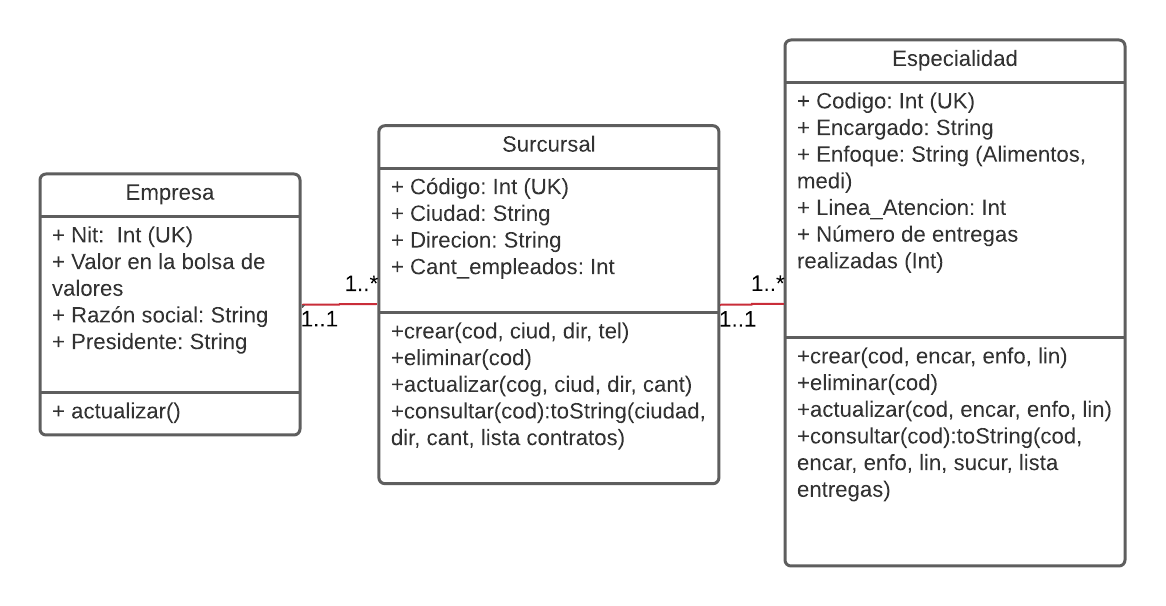 Empresa
+ Nit:  Int (UK)
+ Valor en la bolsa de
valores
+ Razón social: String
+ Presidente: String
+ actualizar()
1..*
1..1
Surcursal
+ Código: Int (UK)
+ Ciudad: String
+ Direcion: String
+ Cant_empleados: Int
+crear(cod, ciud, dir, tel)
+eliminar(cod)
+actualizar(cog, ciud, dir, cant)
+consultar(cod):toString(ciudad,
dir, cant, lista contratos)
1..*
1..1
Especialidad
+ Codigo: Int (UK)
+ Encargado: String
+ Enfoque: String (Alimentos,
medi)
+ Linea_Atencion: Int
+ Número de entregas
realizadas (Int)
+crear(cod, encar, enfo, lin)
+eliminar(cod)
+actualizar(cod, encar, enfo, lin)
+consultar(cod):toString(cod,
encar, enfo, lin, sucur, lista
entregas)